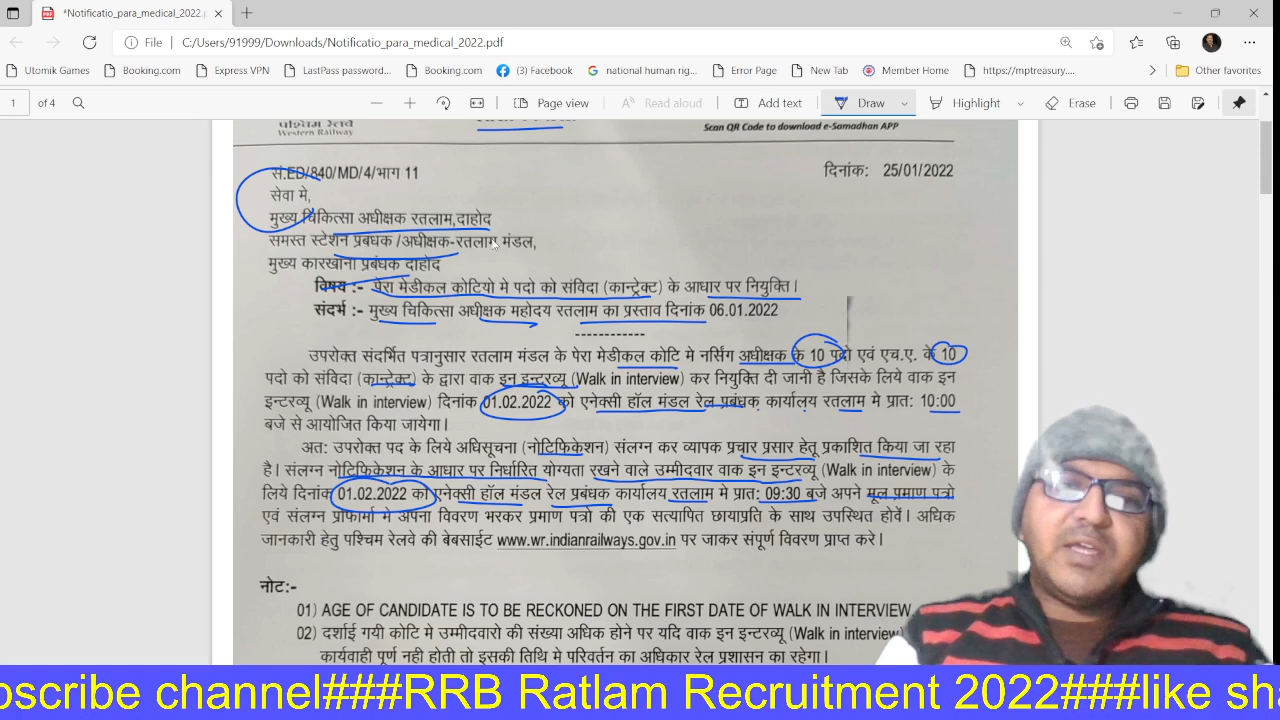 *Notificatio_para_medical_2022.p
File
C:/Users/91999/Downloads/Notificatio_para_medical_2022.pdf
Utomik Games Booking.com Express VPN LastPass password... Booking.com (3) Facebook national human rig... Error Page New Tab Member Home https://mptreasury.... Other favorites
1 of 4 Page view Read aloud Add text Draw Highlight Erase
पश्चिम रेलवे
Western Railway
Scan QR Code to download e-Samadhan APP
सं.ED/840/MD/4/भाग 11 दिनांक: 25/01/2022
सेवा मे,
मुख्य चिकित्सा अधीक्षक रतलाम,दाहोद
समस्त स्टेशन प्रबंधक /अधीक्षक-रतलाम मंडल,
मुख्य कारखाना प्रबंधक दाहोद
विषय :- पेरा मेडीकल कोटियो मे पदो को संविदा (कान्ट्रेक्ट) के आधार पर नियुक्ति।
संदर्भ :- मुख्य चिकित्सा अधीक्षक महोदय रतलाम का प्रस्ताव दिनांक 06.01.2022
------------
उपरोक्त संदर्भित पत्रानुसार रतलाम मंडल के पेरा मेडीकल कोटि मे नर्सिंग अधीक्षक के 10 पदो एवं एच.ए. के 10
पदो को संविदा (कान्ट्रेक्ट) के द्वारा वाक इन इन्टरव्यू (Walk in interview) कर नियुक्ति दी जानी है जिसके लिये वाक इन
इन्टरव्यू (Walk in interview) दिनांक 01.02.2022 को एनेक्सी हॉल मंडल रेल प्रबंधक कार्यालय रतलाम मे प्रात: 10:00
बजे से आयोजित किया जायेगा।
अत: उपरोक्त पद के लिये अधिसूचना (नोटिफिकेशन) संलग्न कर व्यापक प्रचार प्रसार हेतू प्रकाशित किया जा रहा
है। संलग्न नोटिफिकेशन के आधार पर निर्धारित योग्यता रखने वाले उम्मीदवार वाक इन इन्टरव्यू (Walk in interview) के
लिये दिनांक 01.02.2022 को एनेक्सी हॉल मंडल रेल प्रबंधक कार्यालय रतलाम मे प्रात: 09:30 बजे अपने मूल प्रमाण पत्रो
एवं संलग्न प्रोफार्मा मे अपना विवरण भरकर प्रमाण पत्रो की एक सत्यापित छायाप्रति के साथ उपस्थित होवें। अधिक
जानकारी हेतु पश्चिम रेलवे की बेबसाईट www.wr.indianrailways.gov.in पर जाकर संपूर्ण विवरण प्राप्त करे।
नोट:-
01) AGE OF CANDIDATE IS TO BE RECKONED ON THE FIRST DATE OF WALK IN INTERVIEW.
02) दर्शाई गयी कोटि मे उम्मीदवारो की संख्या अधिक होने पर यदि वाक इन इन्टरव्यू (Walk in interview)
कार्यवाही पूर्ण नही होती तो इसकी तिथि मे परिवर्तन का अधिकार रेल प्रशासन का रहेगा।
bscribe channel###RRB Ratlam Recruitment 2022###like sha